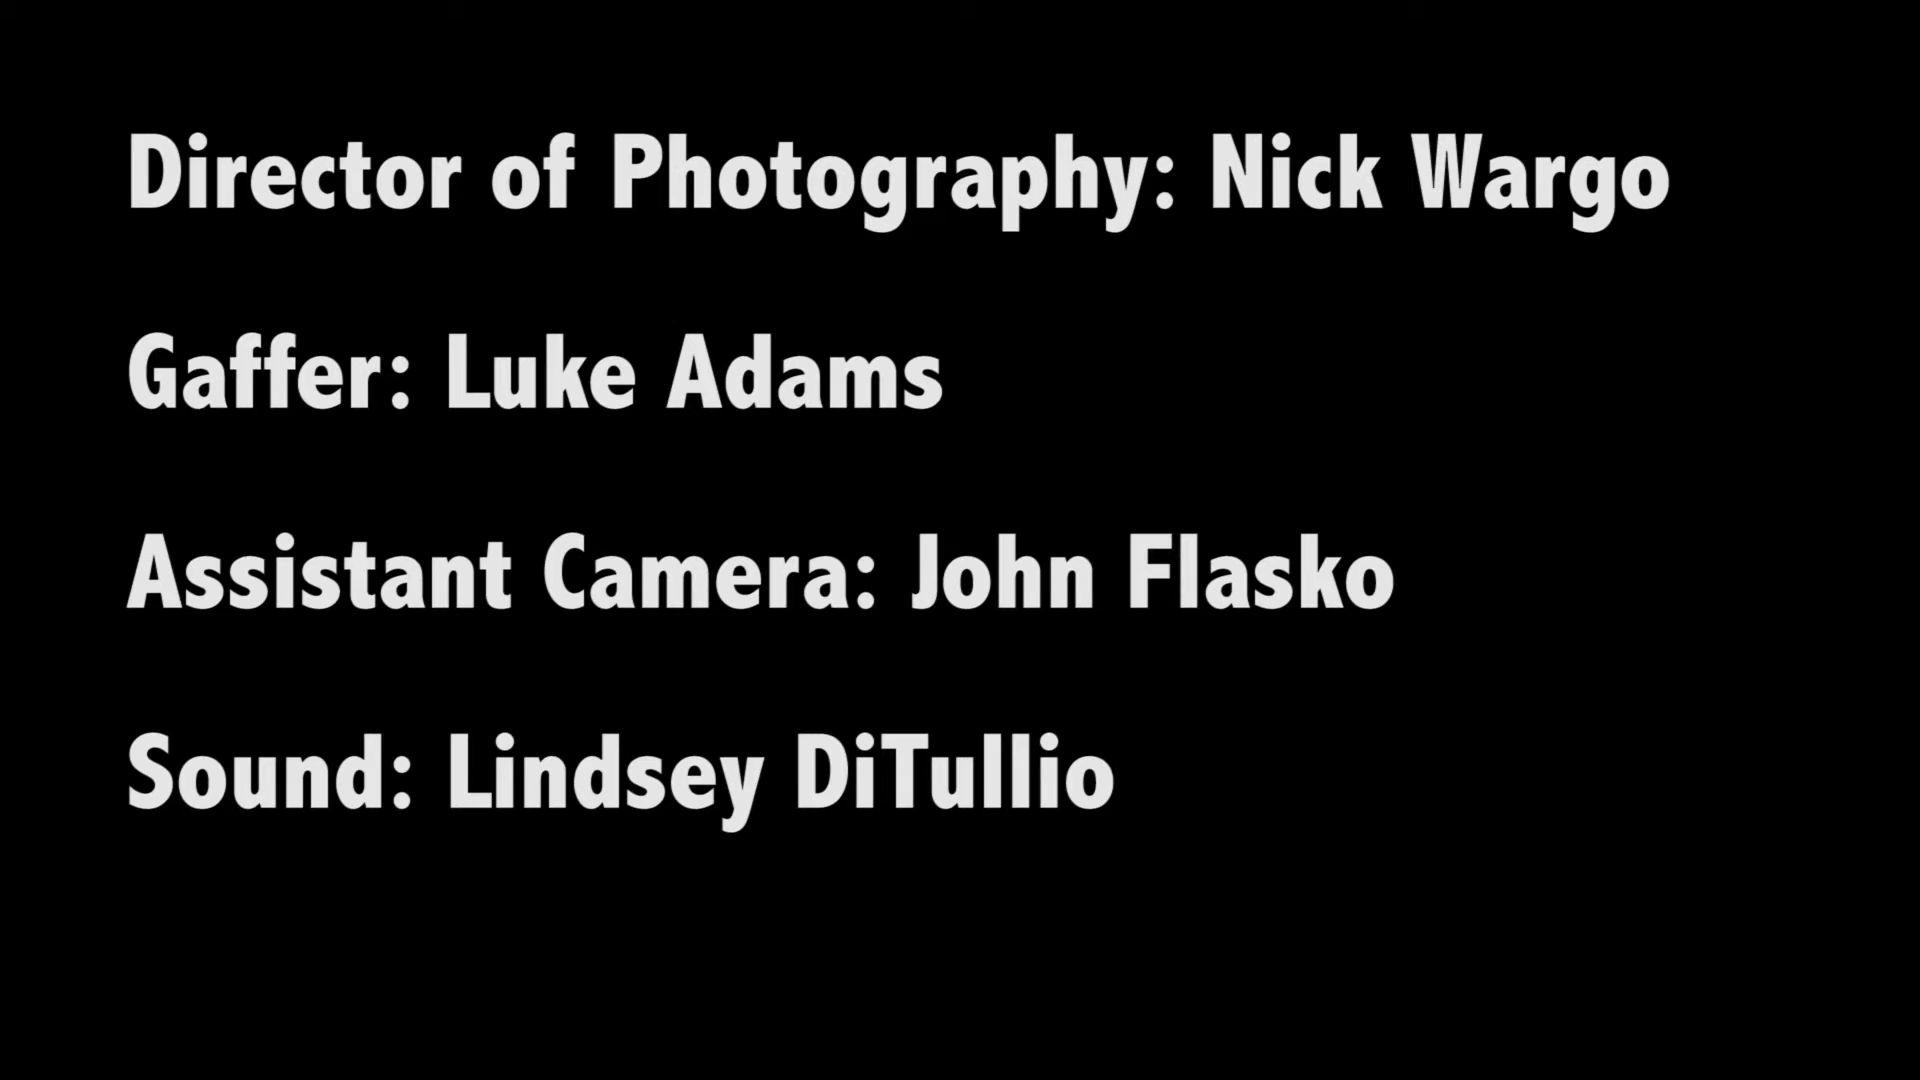 Director of Photography: Nick Wargo
Gaffer: Luke Adams
Assistant Camera: John Flasko
Sound: Lindsey DiTullio